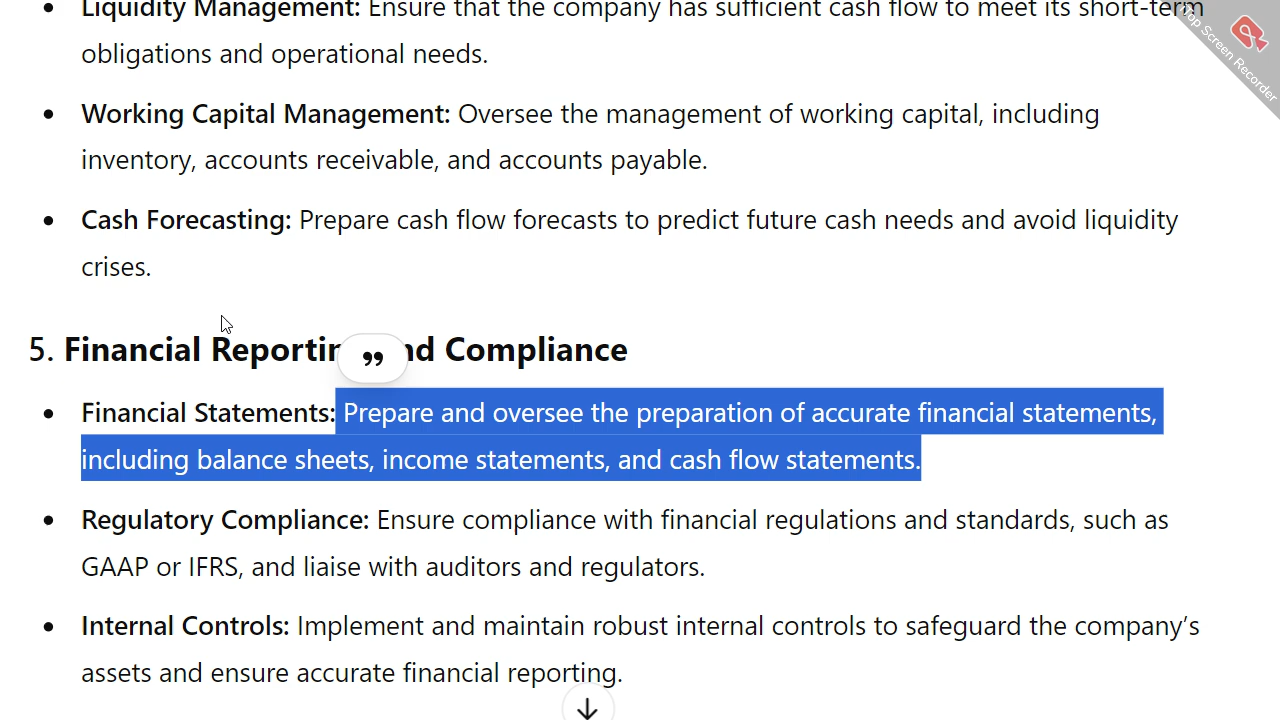 Liquidity Management: Ensure that the company has sufficient cash flow to meet its short-term
obligations and operational needs.
Working Capital Management: Oversee the management of working capital, including
inventory, accounts receivable, and accounts payable.
Cash Forecasting: Prepare cash flow forecasts to predict future cash needs and avoid liquidity
crises.
5. Financial Reporting and Compliance
Financial Statements: Prepare and oversee the preparation of accurate financial statements,
including balance sheets, income statements, and cash flow statements.
Regulatory Compliance: Ensure compliance with financial regulations and standards, such as
GAAP or IFRS, and liaise with auditors and regulators.
Internal Controls: Implement and maintain robust internal controls to safeguard the company's
assets and ensure accurate financial reporting.
iTop Screen Recorder